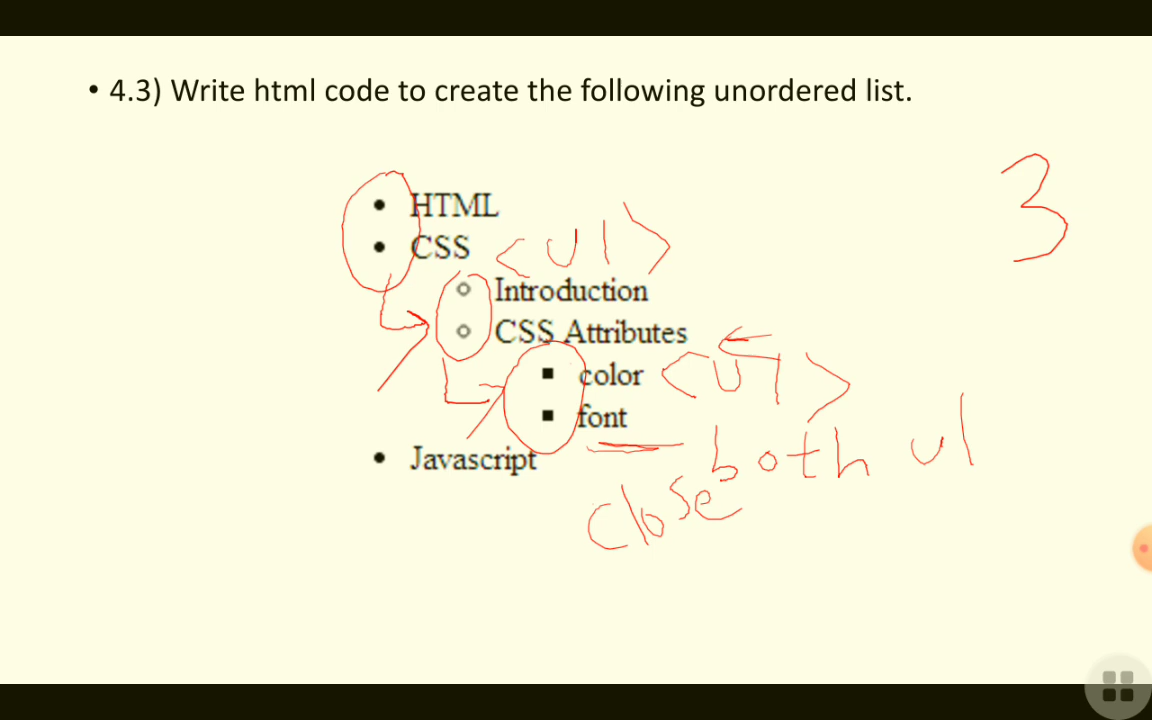 • 4.3) Write html code to create the following unordered list.
3
• HTML
• CSS <ul>
○ Introduction
○ CSS Attributes
▪ color <ul>
▪ font
• Javascript
close both ul